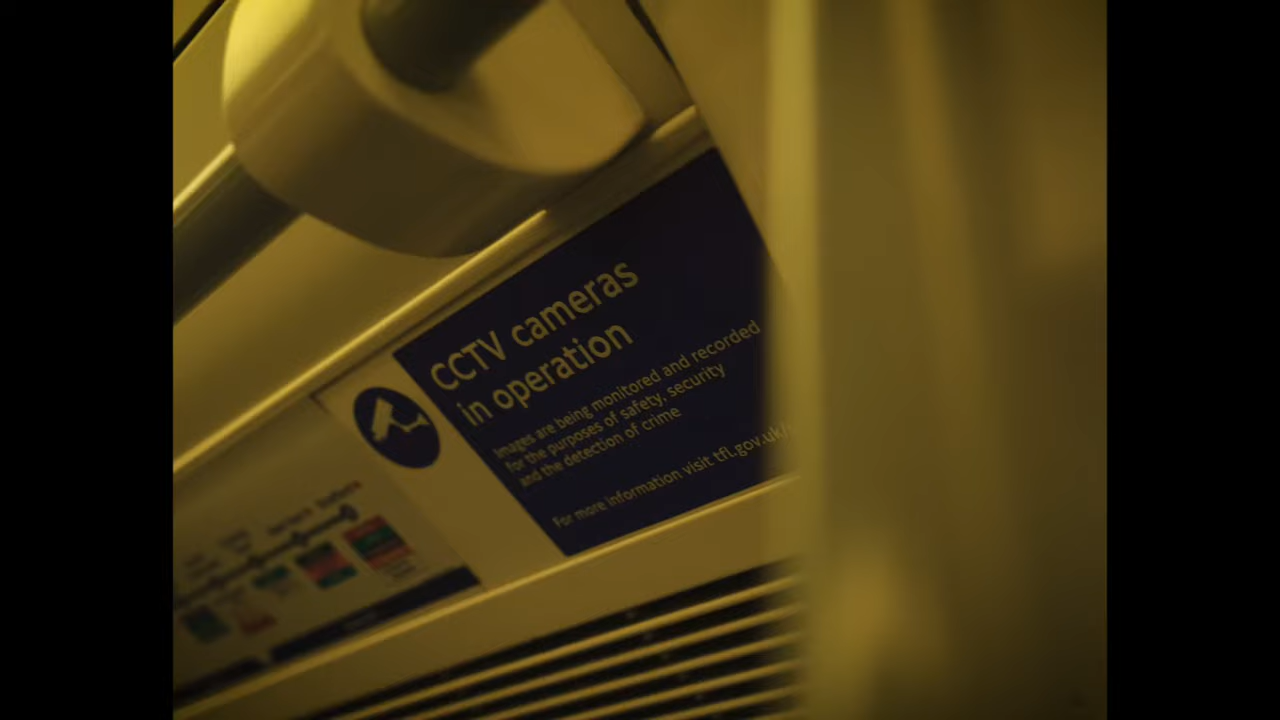 CCTV cameras
in operation
Images are being monitored and recorded
for the purposes of safety, security
and the detection of crime
For more information visit tfl.gov.uk/